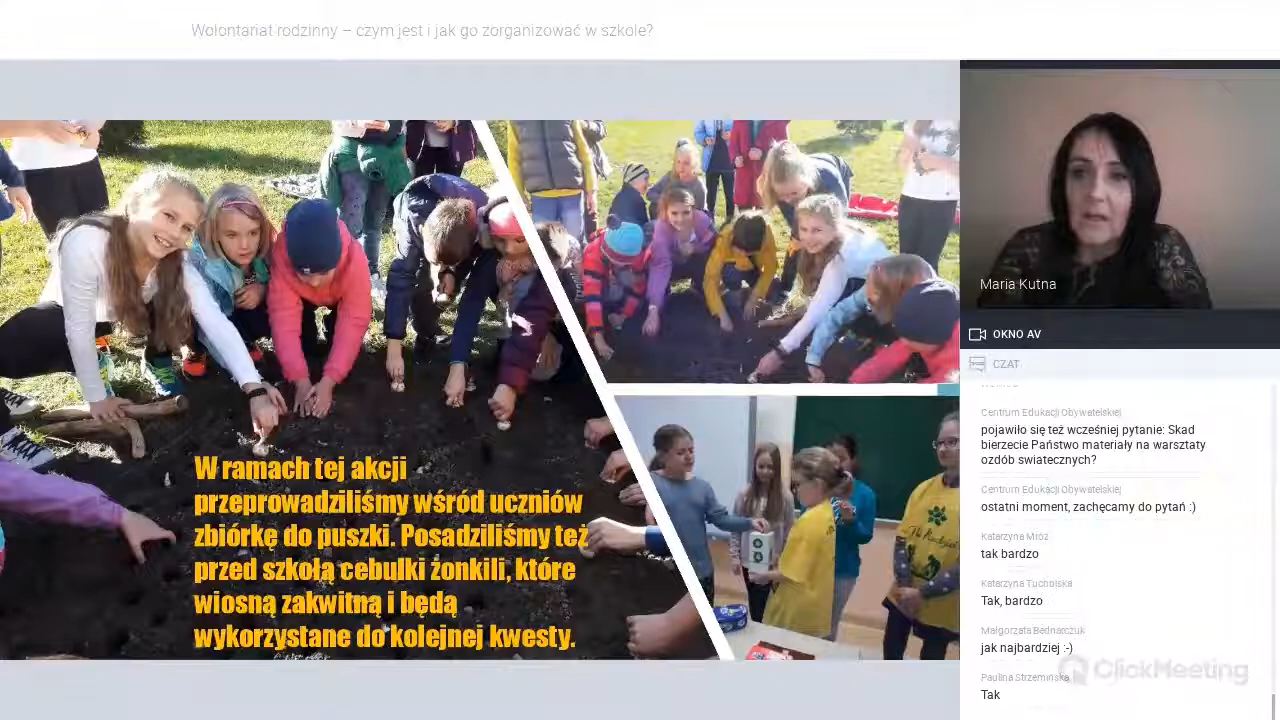 Wolontariat rodzinny – czym jest i jak go zorganizować w szkole?
W ramach tej akcji
przeprowadziliśmy wśród uczniów
zbiórkę do puszki. Posadziliśmy też
przed szkołą cebulki żonkili, które
wiosną zakwitną i będą
wykorzystane do kolejnej kwesty.
Maria Kutna
OKNO AV
CZAT
Centrum Edukacji Obywatelskiej
pojawiło się też wcześniej pytanie: Skad
bierzecie Państwo materiały na warsztaty
ozdób swiatecznych?
Centrum Edukacji Obywatelskiej
ostatni moment, zachęcamy do pytań :)
Katarzyna Mróz
tak bardzo
Katarzyna Tucholska
Tak, bardzo
Małgorzata Bednarczuk
jak najbardziej :-)
Paulina Strzemińska
Tak
ClickMeeting